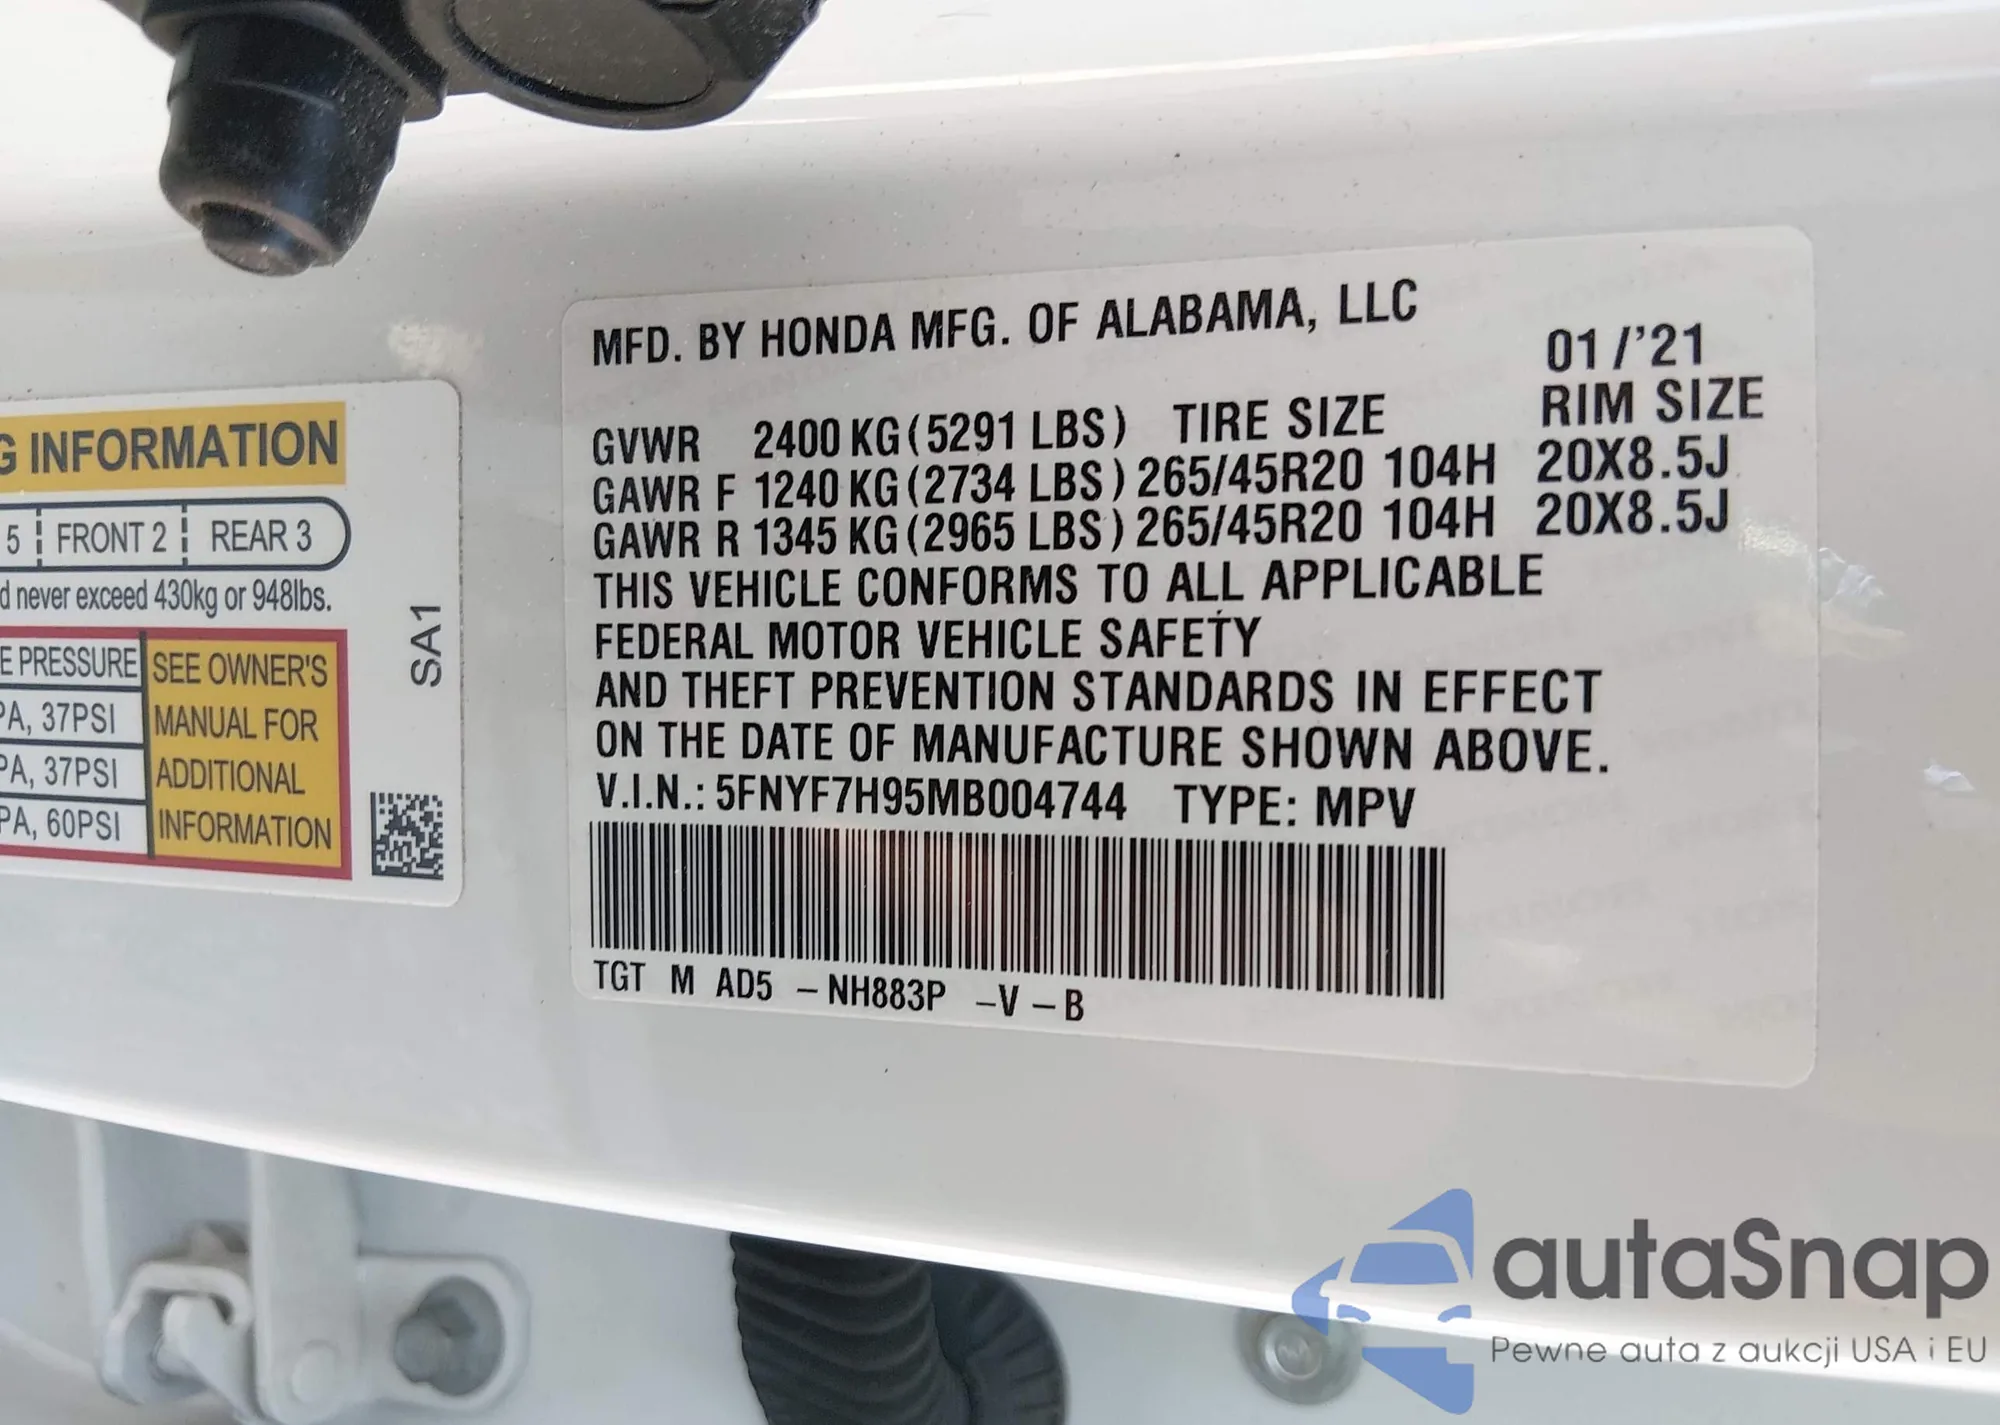 G INFORMATION
5 FRONT 2 REAR 3
d never exceed 430kg or 948lbs.
E PRESSURE
PA, 37PSI
PA, 37PSI
PA, 60PSI
SEE OWNER'S
MANUAL FOR
ADDITIONAL
INFORMATION
SA1
MFD. BY HONDA MFG. OF ALABAMA, LLC
01/'21
GVWR 2400 KG (5291 LBS) TIRE SIZE RIM SIZE
GAWR F 1240 KG (2734 LBS) 265/45R20 104H 20X8.5J
GAWR R 1345 KG (2965 LBS) 265/45R20 104H 20X8.5J
THIS VEHICLE CONFORMS TO ALL APPLICABLE
FEDERAL MOTOR VEHICLE SAFETY
AND THEFT PREVENTION STANDARDS IN EFFECT
ON THE DATE OF MANUFACTURE SHOWN ABOVE.
V.I.N.: 5FNYF7H95MB004744 TYPE: MPV
TGT M AD5 – NH883P –V – B
autaSnap
Pewne auta z aukcji USA i EU